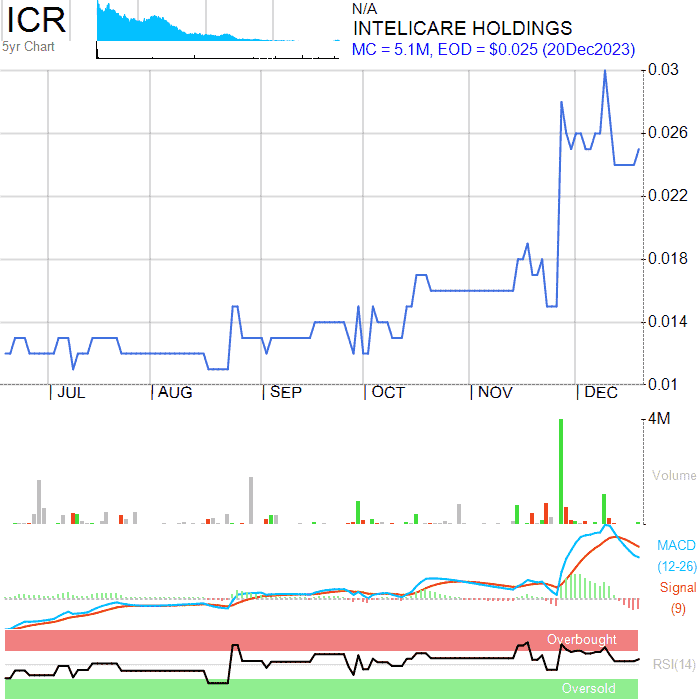 ICR
5yr Chart
N/A
INTELICARE HOLDINGS
MC = 5.1M, EOD = $0.025 (20Dec2023)
0.03
0.026
0.022
0.018
0.014
0.01
JUL AUG SEP OCT NOV DEC
4M
Volume
MACD
(12-26)
Signal
(9)
Overbought
RSI(14)
Oversold